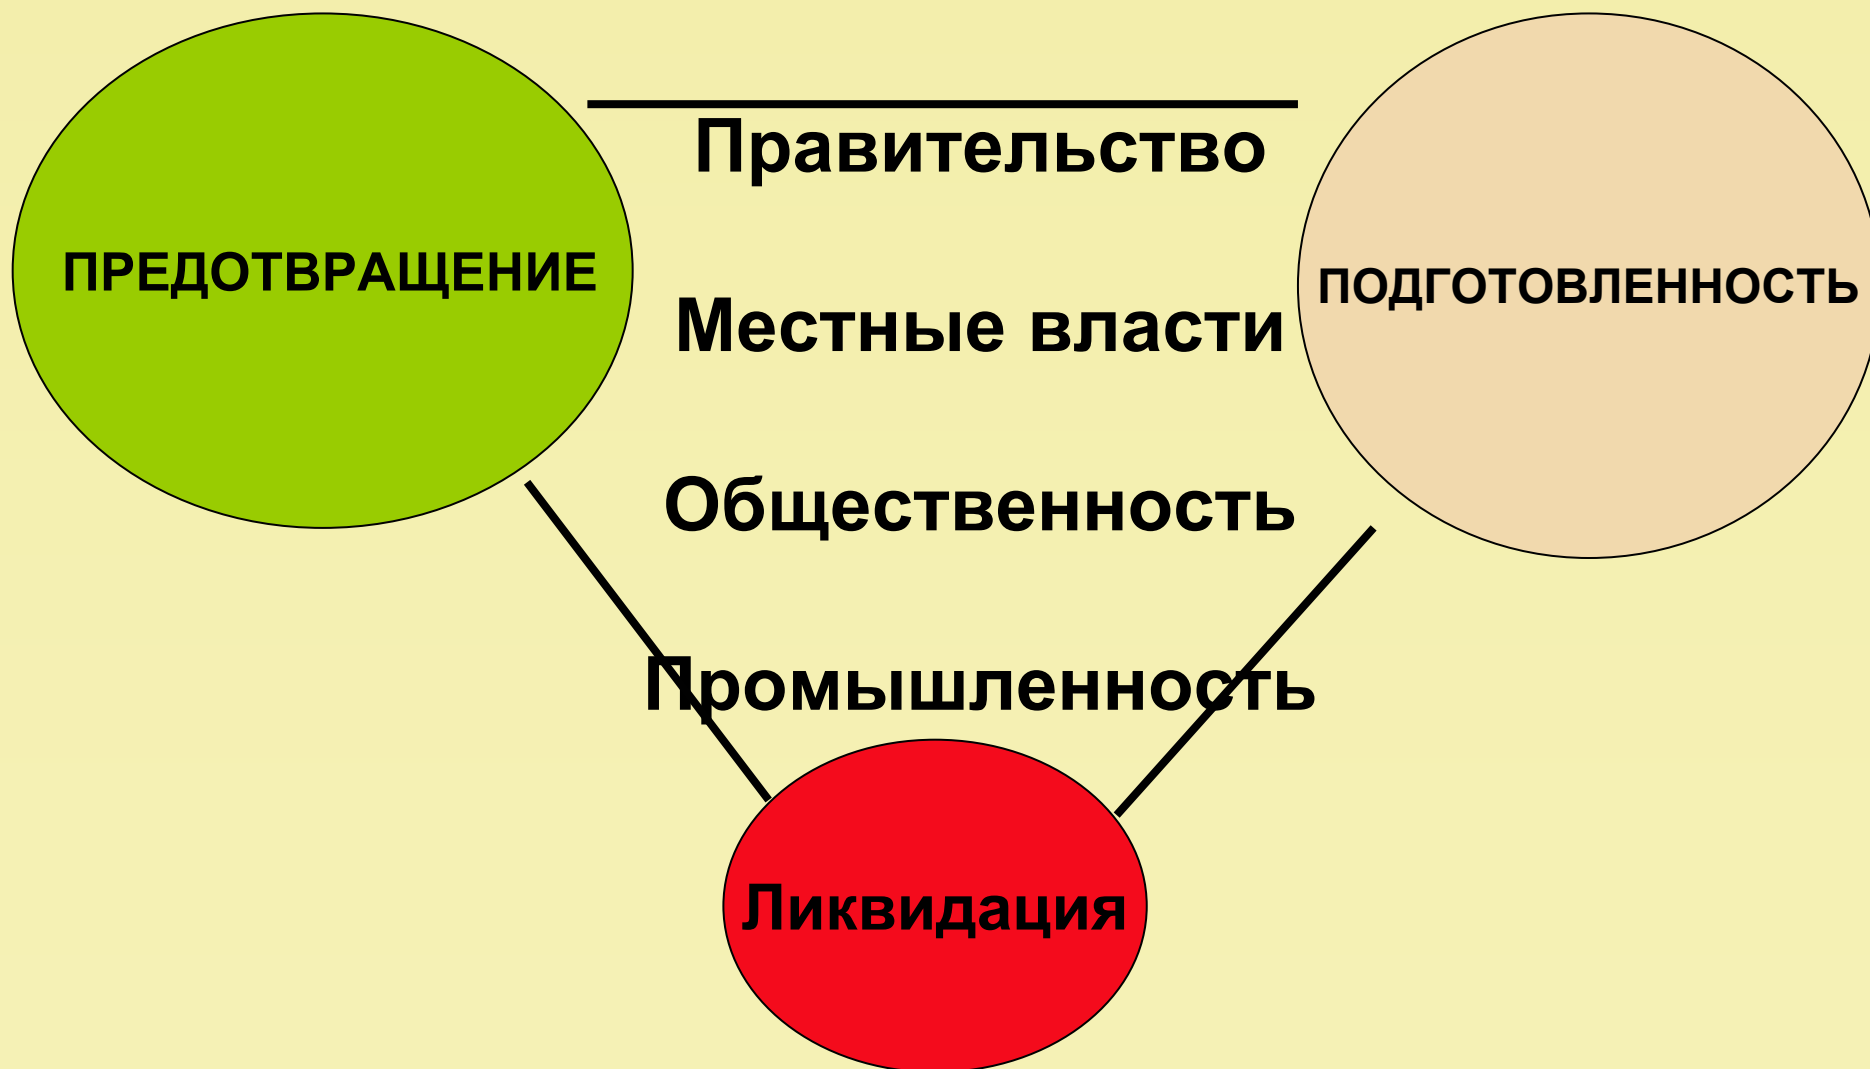 Правительство
ПРЕДОТВРАЩЕНИЕ
ПОДГОТОВЛЕННОСТЬ
Местные власти
Общественность
Промышленность
Ликвидация